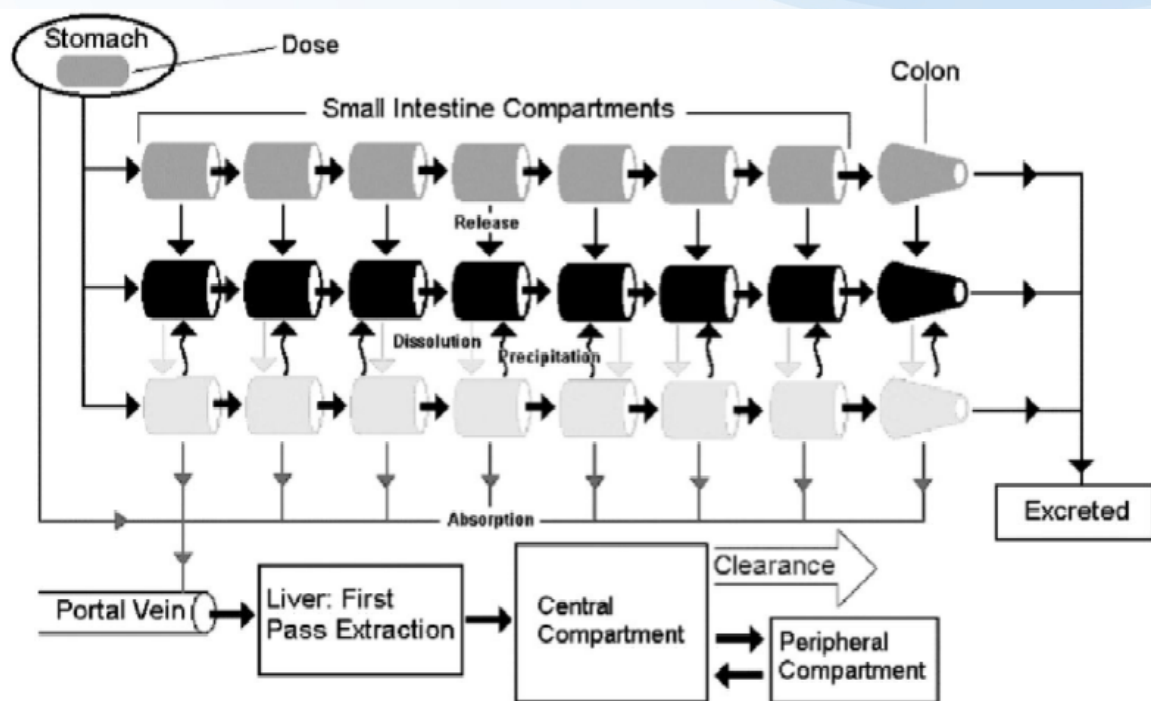 Stomach
Dose
Colon
Small Intestine Compartments
Release
Dissolution
Precipitation
Absorption
Excreted
Clearance
Portal Vein
Liver: First
Pass Extraction
Central
Compartment
Peripheral
Compartment